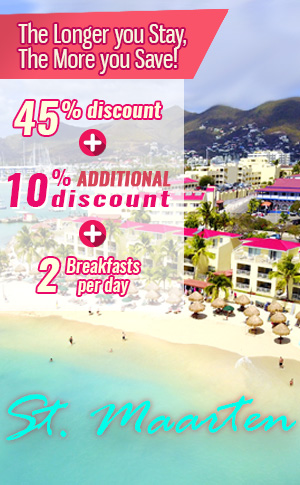 The Longer you Stay,
The More you Save!
45% discount
+
10% ADDITIONAL
discount
+
2 Breakfasts
per day
St. Maarten